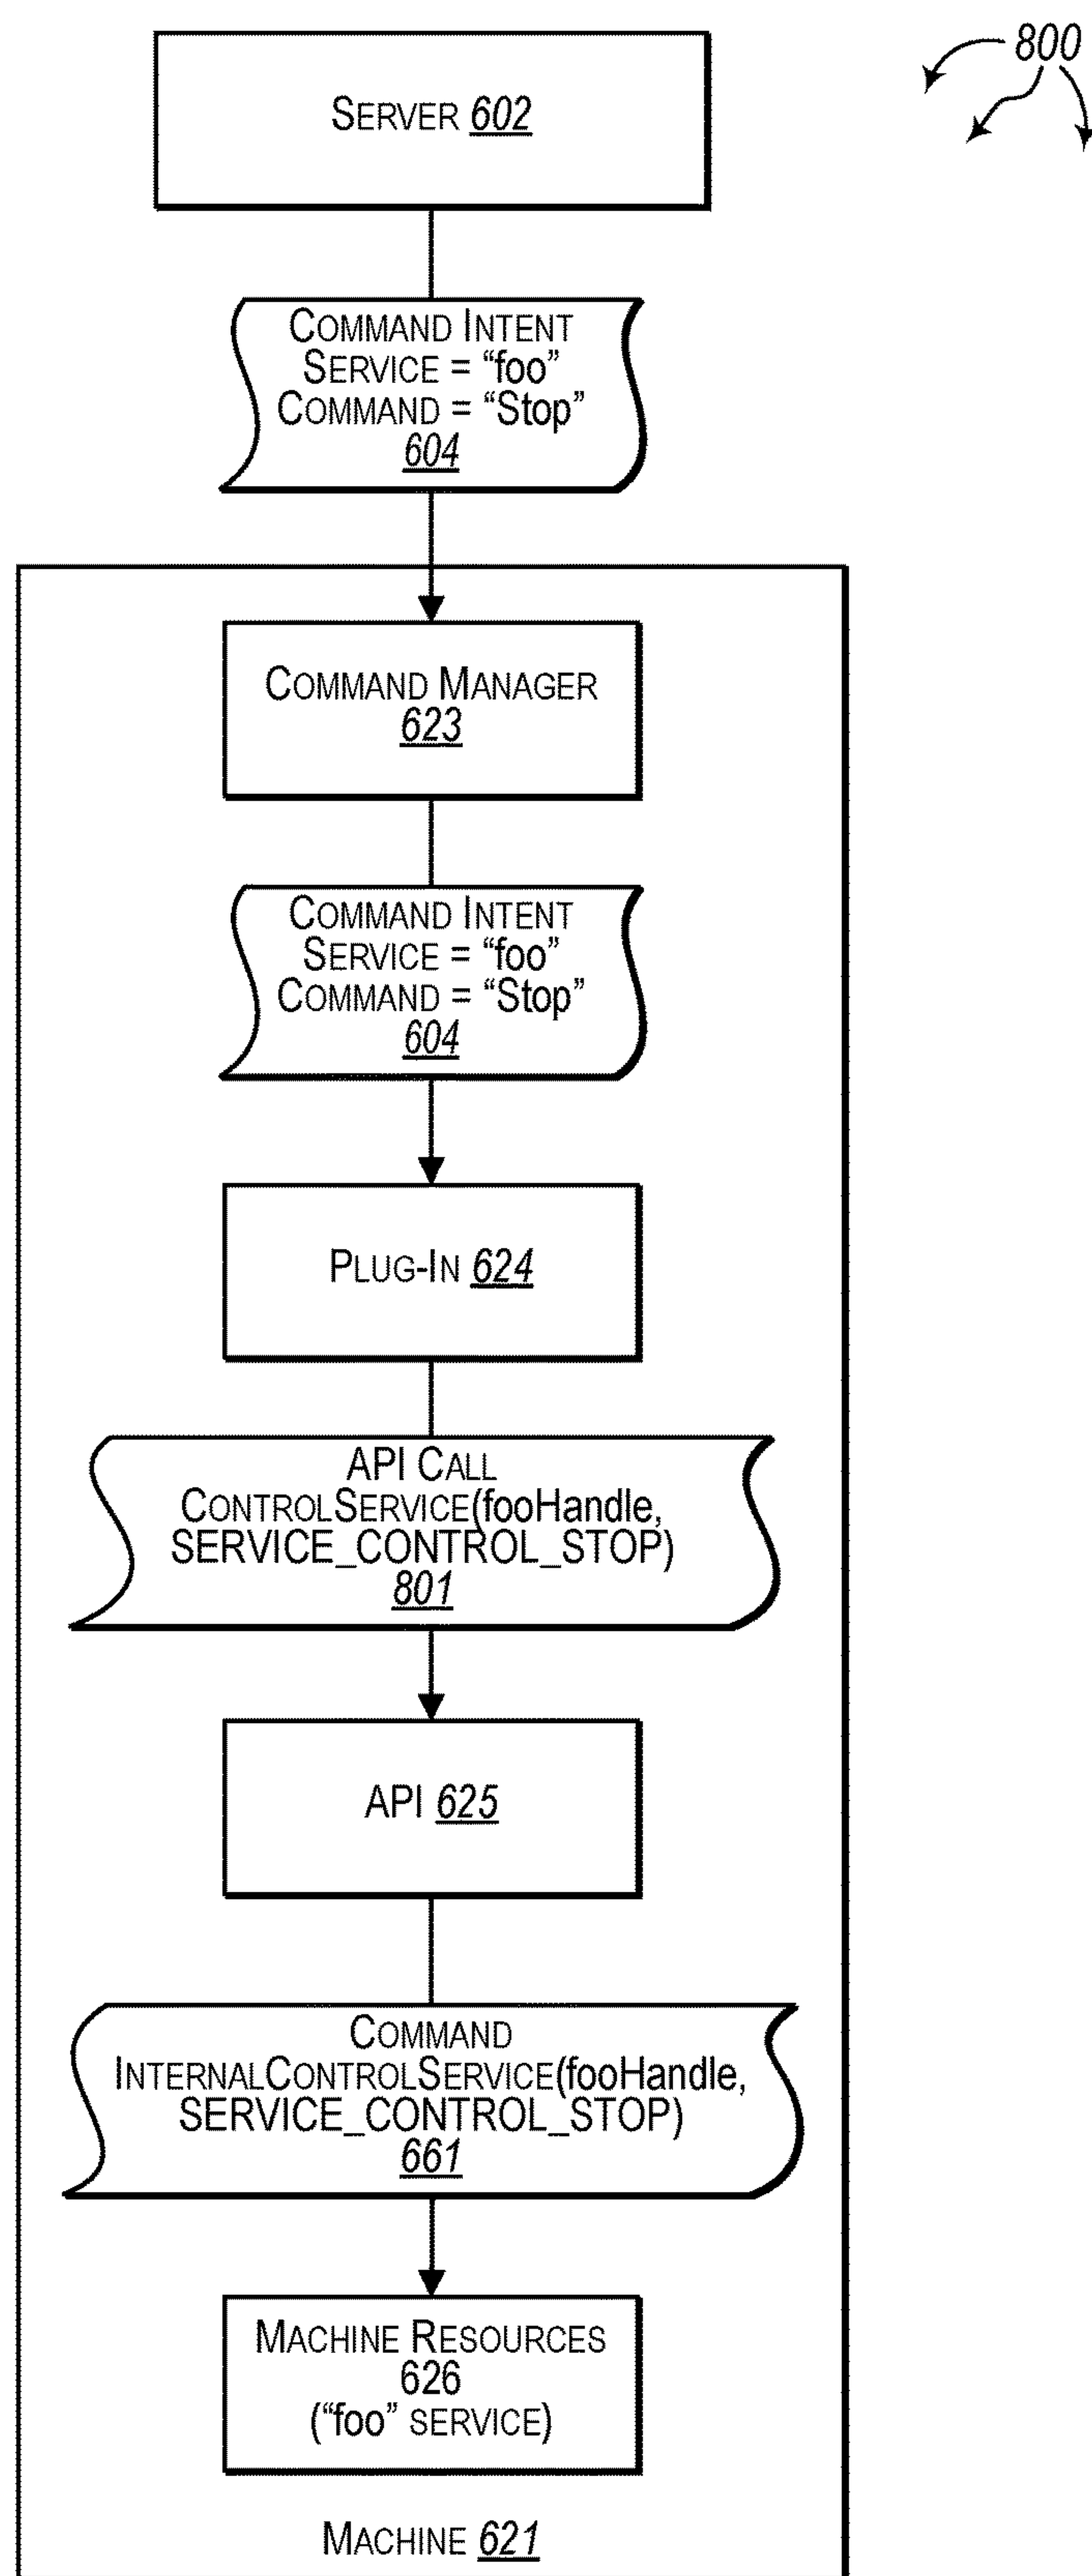 800
SERVER 602
COMMAND INTENT
SERVICE = “foo”
COMMAND = “Stop”
604
COMMAND MANAGER
623
COMMAND INTENT
SERVICE = “foo”
COMMAND = “Stop”
604
PLUG-IN 624
API CALL
CONTROLSERVICE(fooHandle,
SERVICE_CONTROL_STOP)
801
API 625
COMMAND
INTERNALCONTROLSERVICE(fooHandle,
SERVICE_CONTROL_STOP)
661
MACHINE RESOURCES
626
(“foo” SERVICE)
MACHINE 621